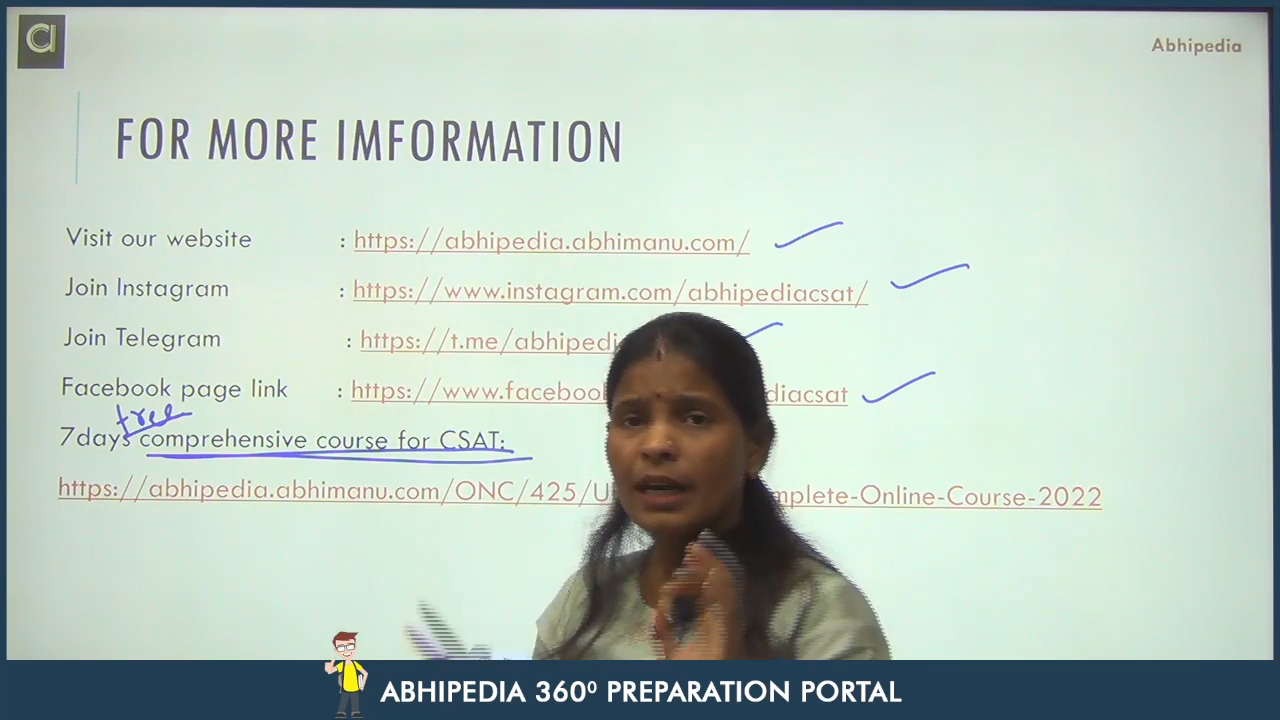 Abhipedia
FOR MORE IMFORMATION
Visit our website : https://abhipedia.abhimanu.com/
Join Instagram : https://www.instagram.com/abhipediacsat/
Join Telegram : https://t.me/abhipedi
Facebook page link : https://www.facebook diacsat
free
7days comprehensive course for CSAT:
https://abhipedia.abhimanu.com/ONC/425/U mplete-Online-Course-2022
ABHIPEDIA 360⁰ PREPARATION PORTAL